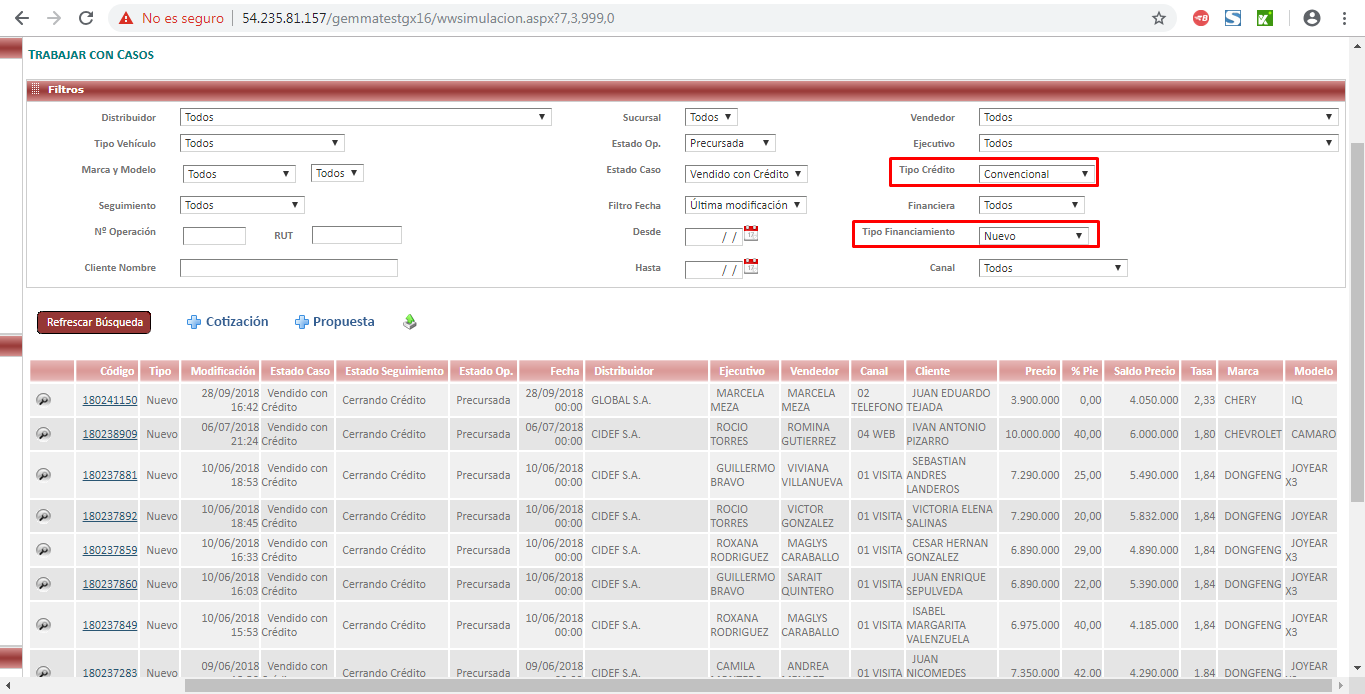 No es seguro | 54.235.81.157/gemmatestgx16/wwsimulacion.aspx?7,3,999,0
TRABAJAR CON CASOS
Filtros
Distribuidor Todos Sucursal Todos Vendedor Todos
Tipo Vehículo Todos Estado Op. Precursada Ejecutivo Todos
Marca y Modelo Todos Todos Estado Caso Vendido con Crédito Tipo Crédito Convencional
Seguimiento Todos Filtro Fecha Última modificación Financiera Todos
Nº Operación RUT Desde / / Tipo Financiamiento Nuevo
Cliente Nombre Hasta / / Canal Todos
Refrescar Búsqueda Cotización Propuesta
Código Tipo Modificación Estado Caso Estado Seguimiento Estado Op. Fecha Distribuidor Ejecutivo Vendedor Canal Cliente Precio % Pie Saldo Precio Tasa Marca Modelo
180241150 Nuevo 28/09/2018 16:42 Vendido con Crédito Cerrando Crédito Precursada 28/09/2018 00:00 GLOBAL S.A. MARCELA MEZA MARCELA MEZA 02 TELEFONO JUAN EDUARDO TEJADA 3.900.000 0,00 4.050.000 2,33 CHERY IQ
180238909 Nuevo 06/07/2018 21:24 Vendido con Crédito Cerrando Crédito Precursada 06/07/2018 00:00 CIDEF S.A. ROCIO TORRES ROMINA GUTIERREZ 04 WEB IVAN ANTONIO PIZARRO 10.000.000 40,00 6.000.000 1,80 CHEVROLET CAMARO
180237881 Nuevo 10/06/2018 18:53 Vendido con Crédito Cerrando Crédito Precursada 10/06/2018 00:00 CIDEF S.A. GUILLERMO BRAVO VIVIANA VILLANUEVA 01 VISITA SEBASTIAN ANDRES LANDEROS 7.290.000 25,00 5.490.000 1,84 DONGFENG JOYEAR X3
180237892 Nuevo 10/06/2018 18:45 Vendido con Crédito Cerrando Crédito Precursada 10/06/2018 00:00 CIDEF S.A. ROCIO TORRES VICTOR GONZALEZ 01 VISITA VICTORIA ELENA SALINAS 7.290.000 20,00 5.832.000 1,84 DONGFENG JOYEAR
180237859 Nuevo 10/06/2018 16:33 Vendido con Crédito Cerrando Crédito Precursada 10/06/2018 00:00 CIDEF S.A. ROXANA RODRIGUEZ MAGLYS CARABALLO 01 VISITA CESAR HERNAN GONZALEZ 6.890.000 29,00 4.890.000 1,84 DONGFENG JOYEAR X3
180237860 Nuevo 10/06/2018 16:03 Vendido con Crédito Cerrando Crédito Precursada 10/06/2018 00:00 CIDEF S.A. GUILLERMO BRAVO SARAIT QUINTERO 01 VISITA JUAN ENRIQUE SEPULVEDA 6.890.000 22,00 5.390.000 1,84 DONGFENG JOYEAR X3
180237849 Nuevo 10/06/2018 15:53 Vendido con Crédito Cerrando Crédito Precursada 10/06/2018 00:00 CIDEF S.A. ROXANA RODRIGUEZ MAGLYS CARABALLO 01 VISITA ISABEL MARGARITA VALENZUELA 6.975.000 40,00 4.185.000 1,84 DONGFENG JOYEAR X3
180237283 Nuevo 09/06/2018 Vendido con Cerrando Crédito Precursada 09/06/2018 CIDEF S.A. CAMILA ANDREA 01 VISITA JUAN NICOMEDES 7.350.000 42,00 4.290.000 1,84 DONGFENG JOYEAR